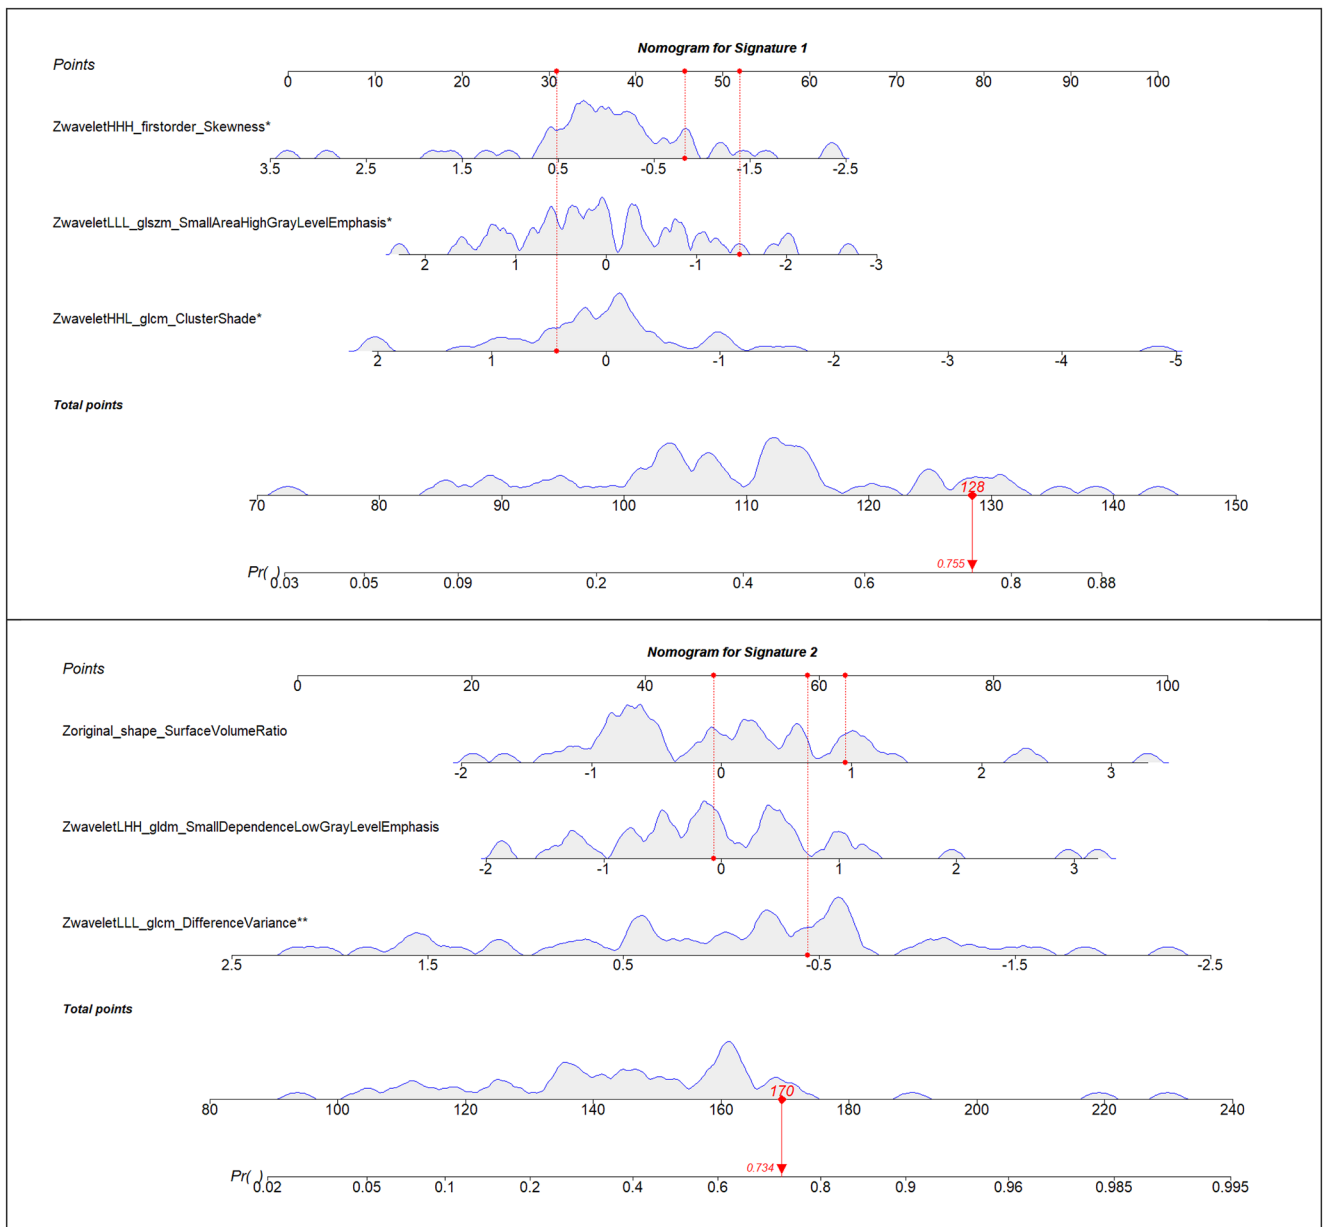 Nomogram for Signature 1
Points
0 10 20 30 40 50 60 70 80 90 100
ZwaveletHHH_firstorder_Skewness*
3.5 2.5 1.5 0.5 -0.5 -1.5 -2.5
ZwaveletLLL_glszm_SmallAreaHighGrayLevelEmphasis*
2 1 0 -1 -2 -3
ZwaveletHHL_glcm_ClusterShade*
2 1 0 -1 -2 -3 -4 -5
Total points
128
70 80 90 100 110 120 130 140 150
0.755
Pr( )
0.03 0.05 0.09 0.2 0.4 0.6 0.8 0.88
Nomogram for Signature 2
Points
0 20 40 60 80 100
Zoriginal_shape_SurfaceVolumeRatio
-2 -1 0 1 2 3
ZwaveletLHH_gldm_SmallDependenceLowGrayLevelEmphasis
-2 -1 0 1 2 3
ZwaveletLLL_glcm_DifferenceVariance**
2.5 1.5 0.5 -0.5 -1.5 -2.5
Total points
170
80 100 120 140 160 180 200 220 240
0.734
Pr( )
0.02 0.05 0.1 0.2 0.4 0.6 0.8 0.9 0.96 0.985 0.995